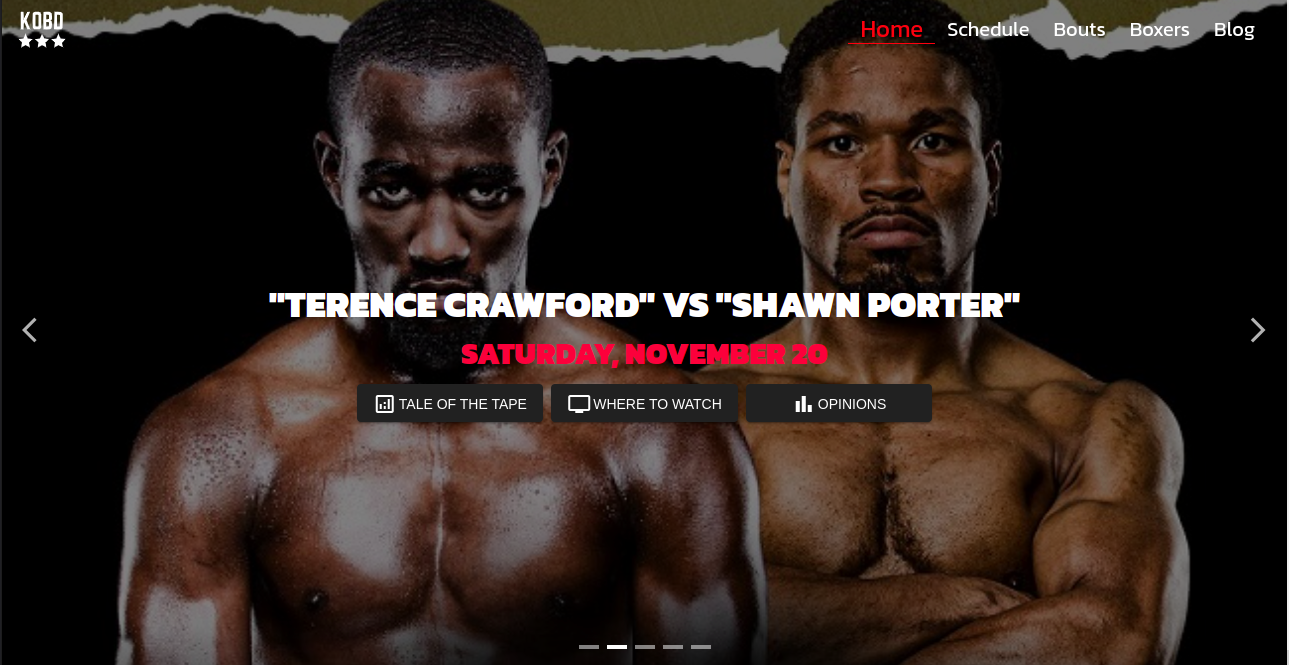 KOBD
Home Schedule Bouts Boxers Blog
"TERENCE CRAWFORD" VS "SHAWN PORTER"
SATURDAY, NOVEMBER 20
TALE OF THE TAPE WHERE TO WATCH OPINIONS